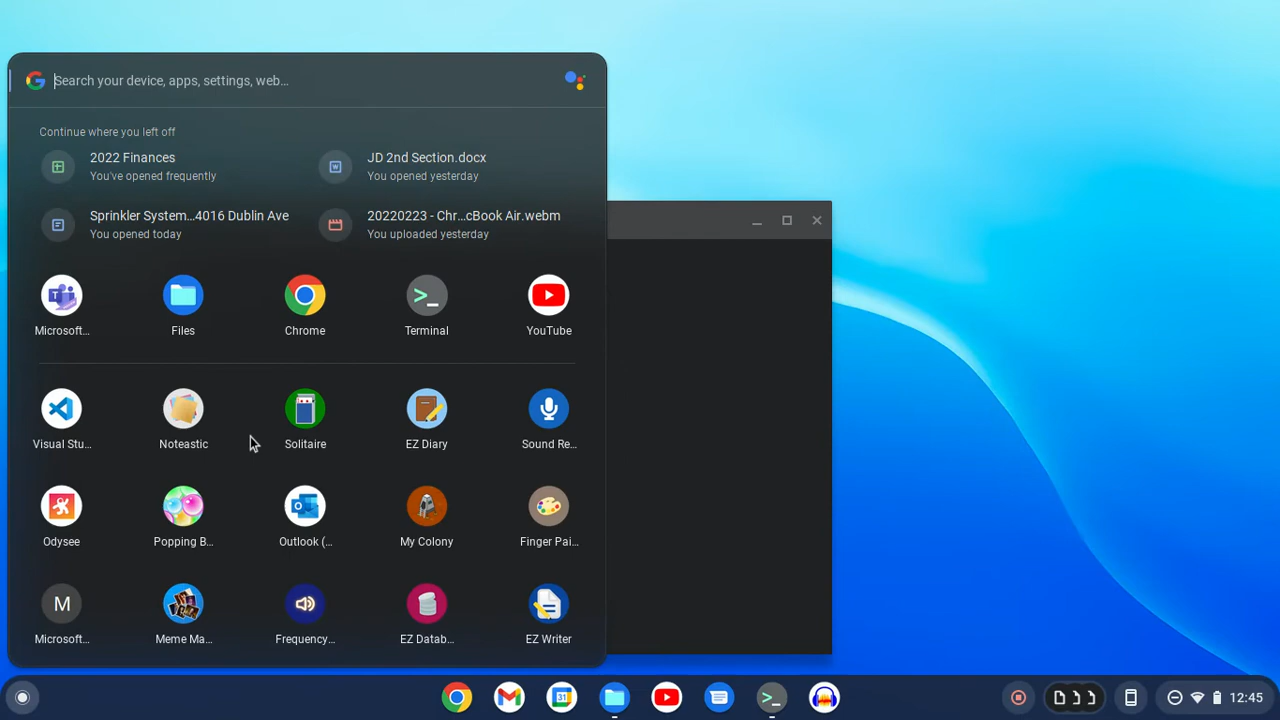 Search your device, apps, settings, web...
Continue where you left off
2022 Finances
You've opened frequently
JD 2nd Section.docx
You opened yesterday
Sprinkler System...4016 Dublin Ave
You opened today
20220223 - Chr...cBook Air.webm
You uploaded yesterday
Microsoft...
Files
Chrome
Terminal
YouTube
Visual Stu...
Noteastic
Solitaire
EZ Diary
Sound Re...
Odysee
Popping B...
Outlook (...
My Colony
Finger Pai...
M
Microsoft...
Meme Ma...
Frequency...
EZ Datab...
EZ Writer
31
12:45